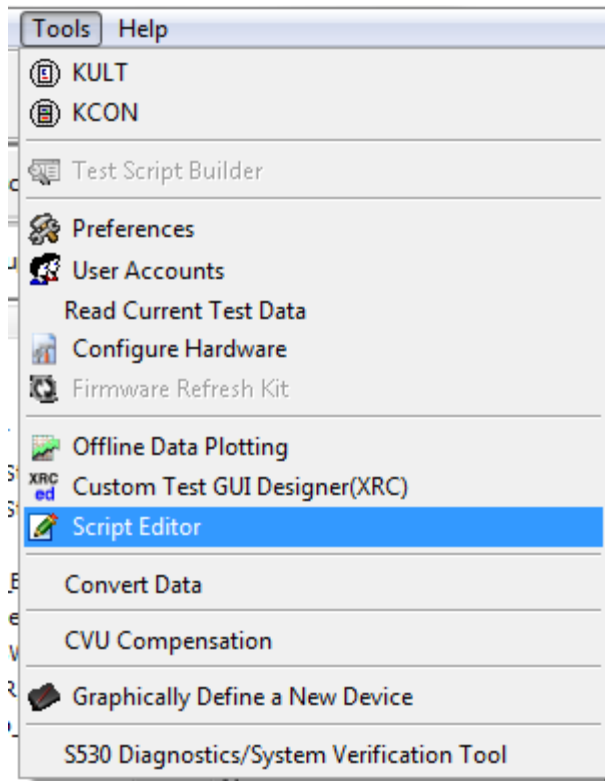 Tools Help
KULT
KCON
Test Script Builder
Preferences
User Accounts
Read Current Test Data
Configure Hardware
Firmware Refresh Kit
Offline Data Plotting
XRC
ed
Custom Test GUI Designer(XRC)
Script Editor
Convert Data
CVU Compensation
Graphically Define a New Device
S530 Diagnostics/System Verification Tool